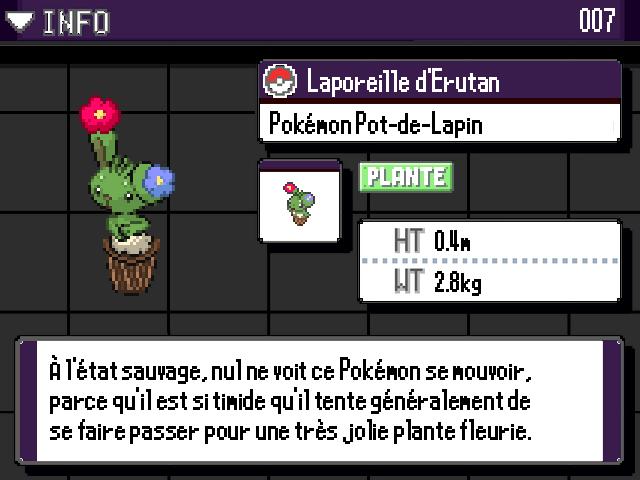 INFO
007
Laporeille d'Erutan
Pokémon Pot-de-Lapin
PLANTE
HT 0.4m
WT 2.8kg
À l'état sauvage, nul ne voit ce Pokémon se mouvoir,
parce qu'il est si timide qu'il tente généralement de
se faire passer pour une très jolie plante fleurie.